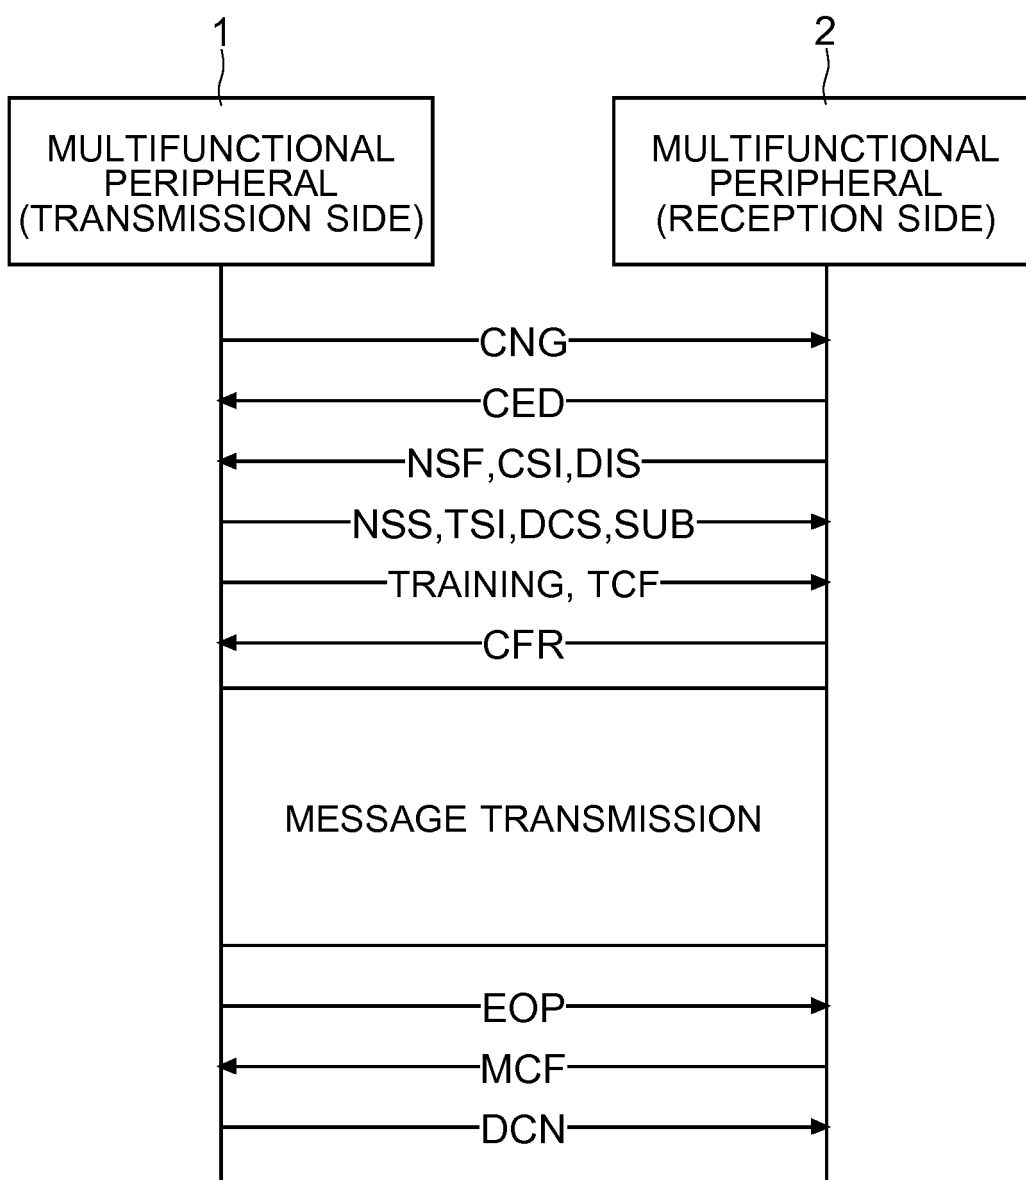 1
2
MULTIFUNCTIONAL
PERIPHERAL
(TRANSMISSION SIDE)
MULTIFUNCTIONAL
PERIPHERAL
(RECEPTION SIDE)
CNG
CED
NSF,CSI,DIS
NSS,TSI,DCS,SUB
TRAINING, TCF
CFR
MESSAGE TRANSMISSION
EOP
MCF
DCN